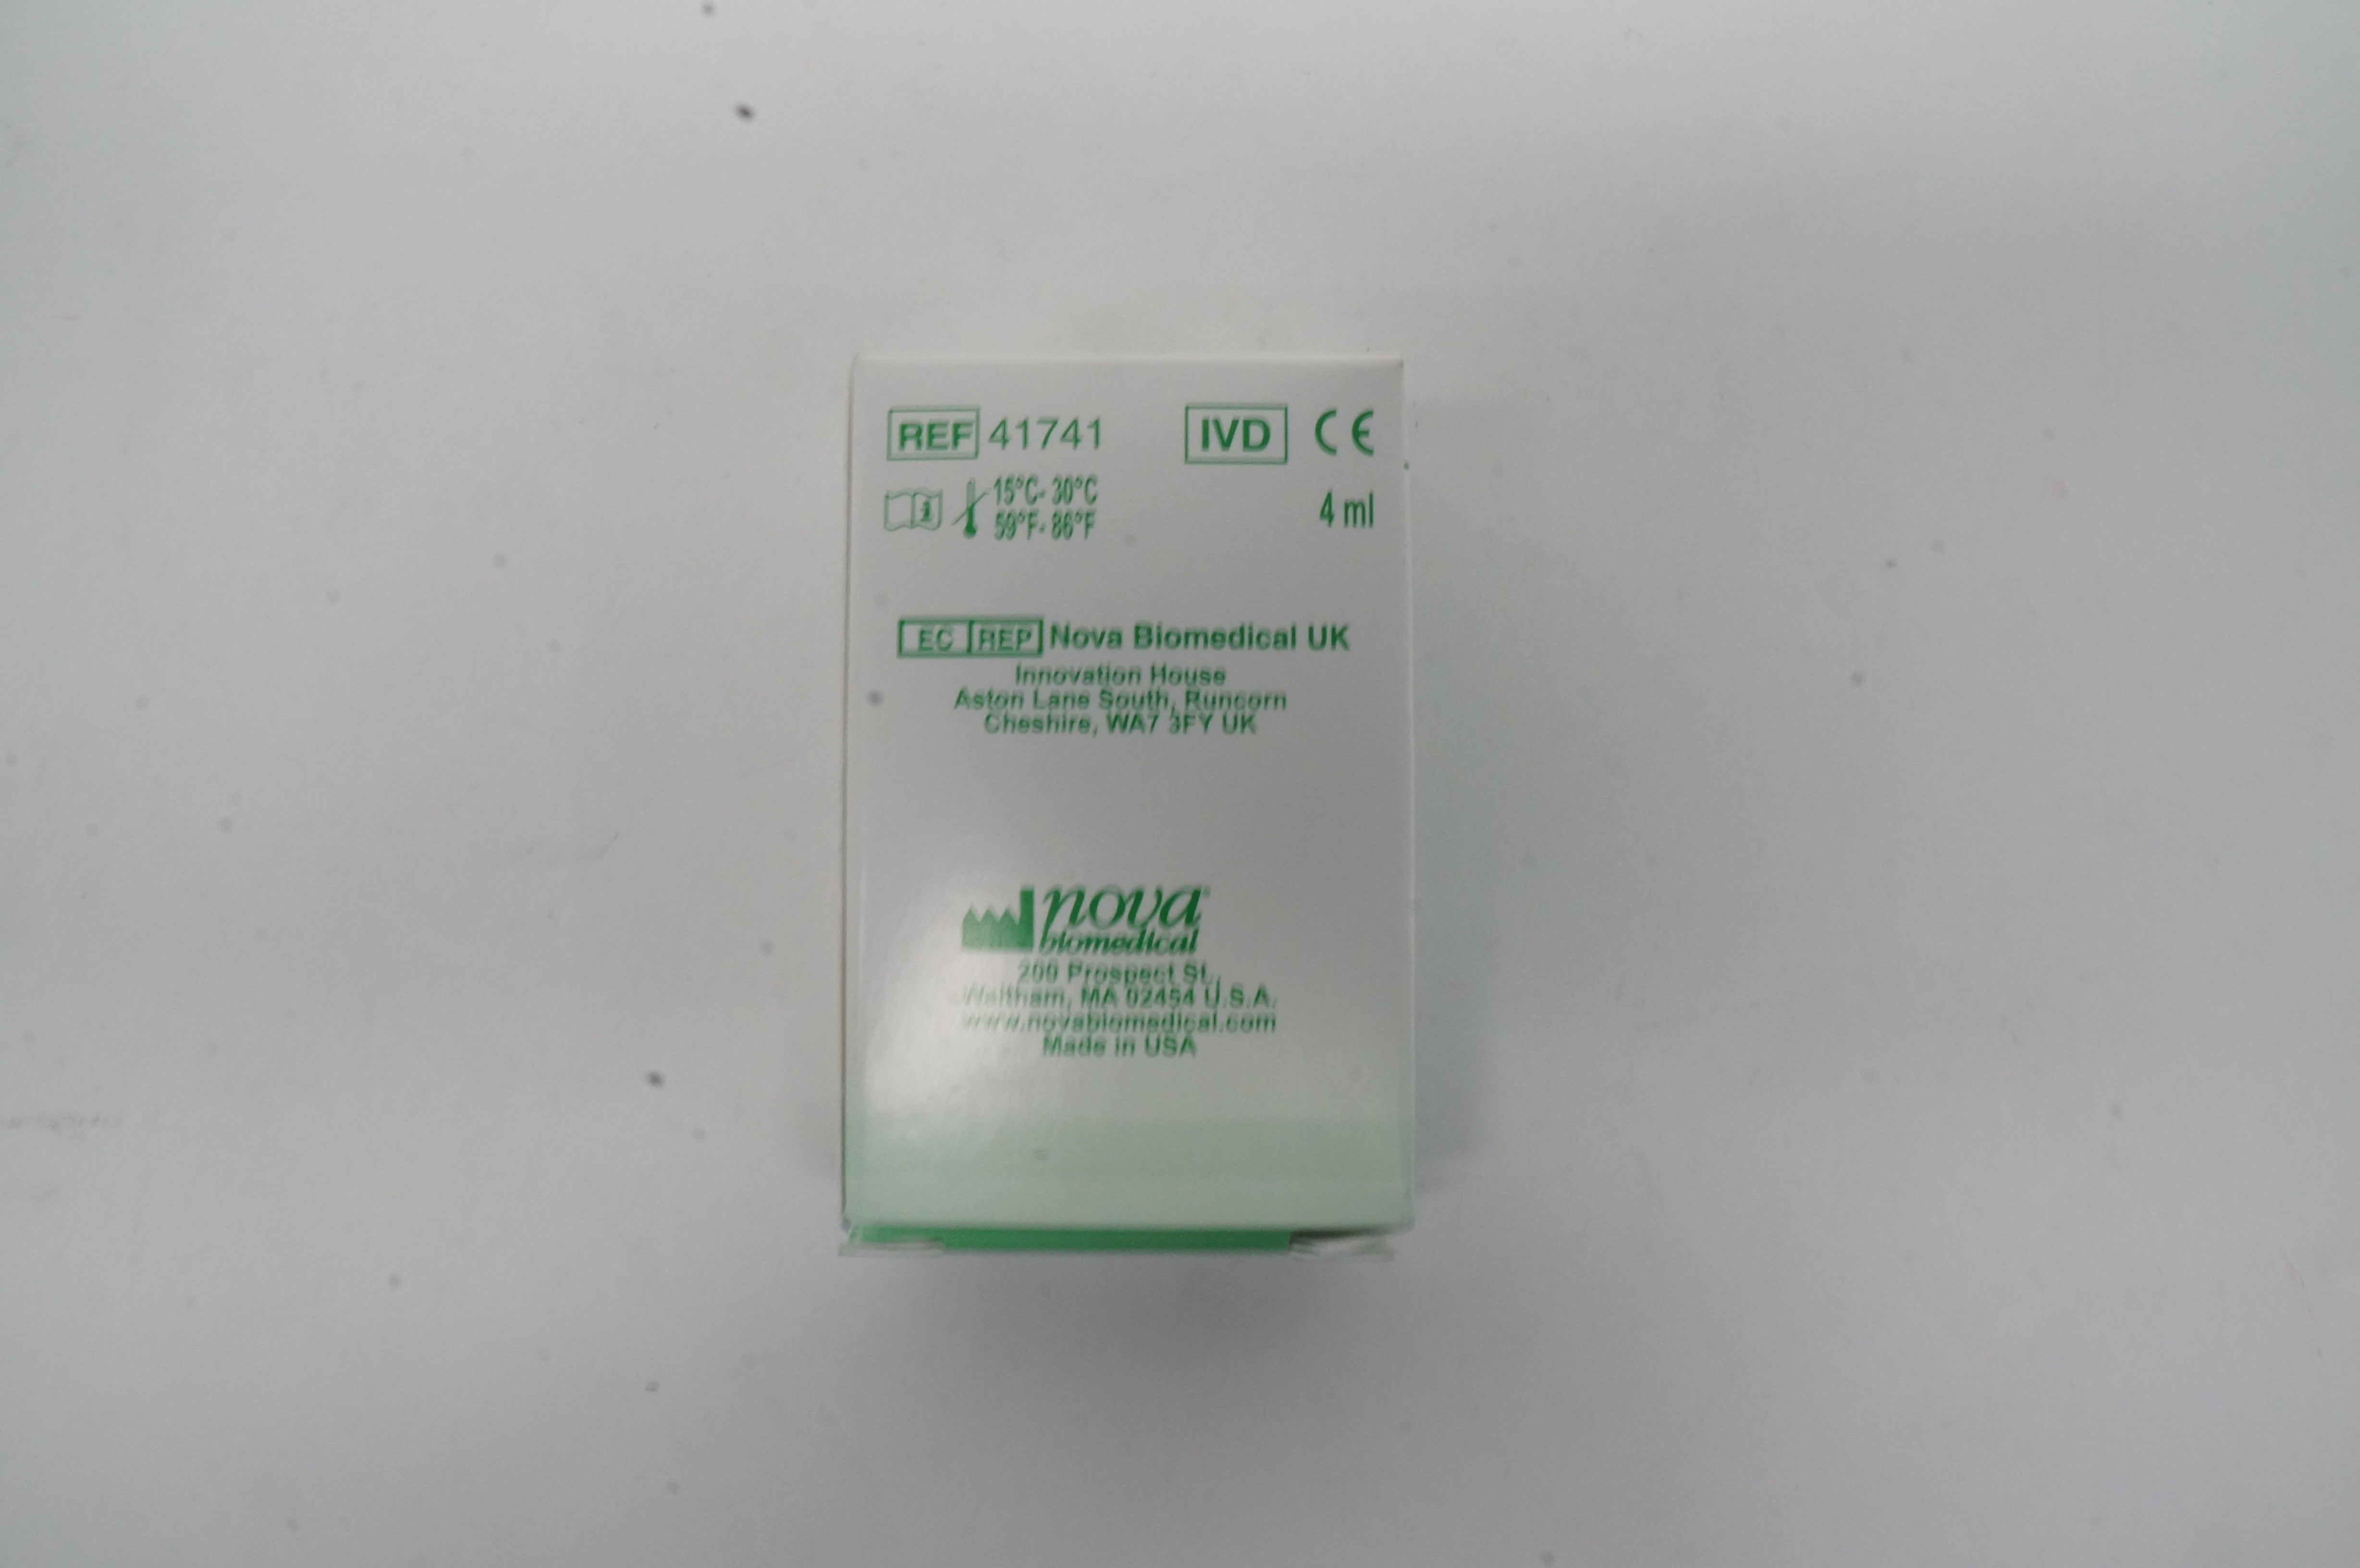 REF 41741 IVD CE
15°C- 30°C
59°F- 86°F
4 ml
EC REP Nova Biomedical UK
Innovation House
Aston Lane South, Runcorn
Cheshire, WA7 3FY UK
nova®
biomedical
200 Prospect St.,
Waltham, MA 02454 U.S.A.
www.novabiomedical.com
Made in USA